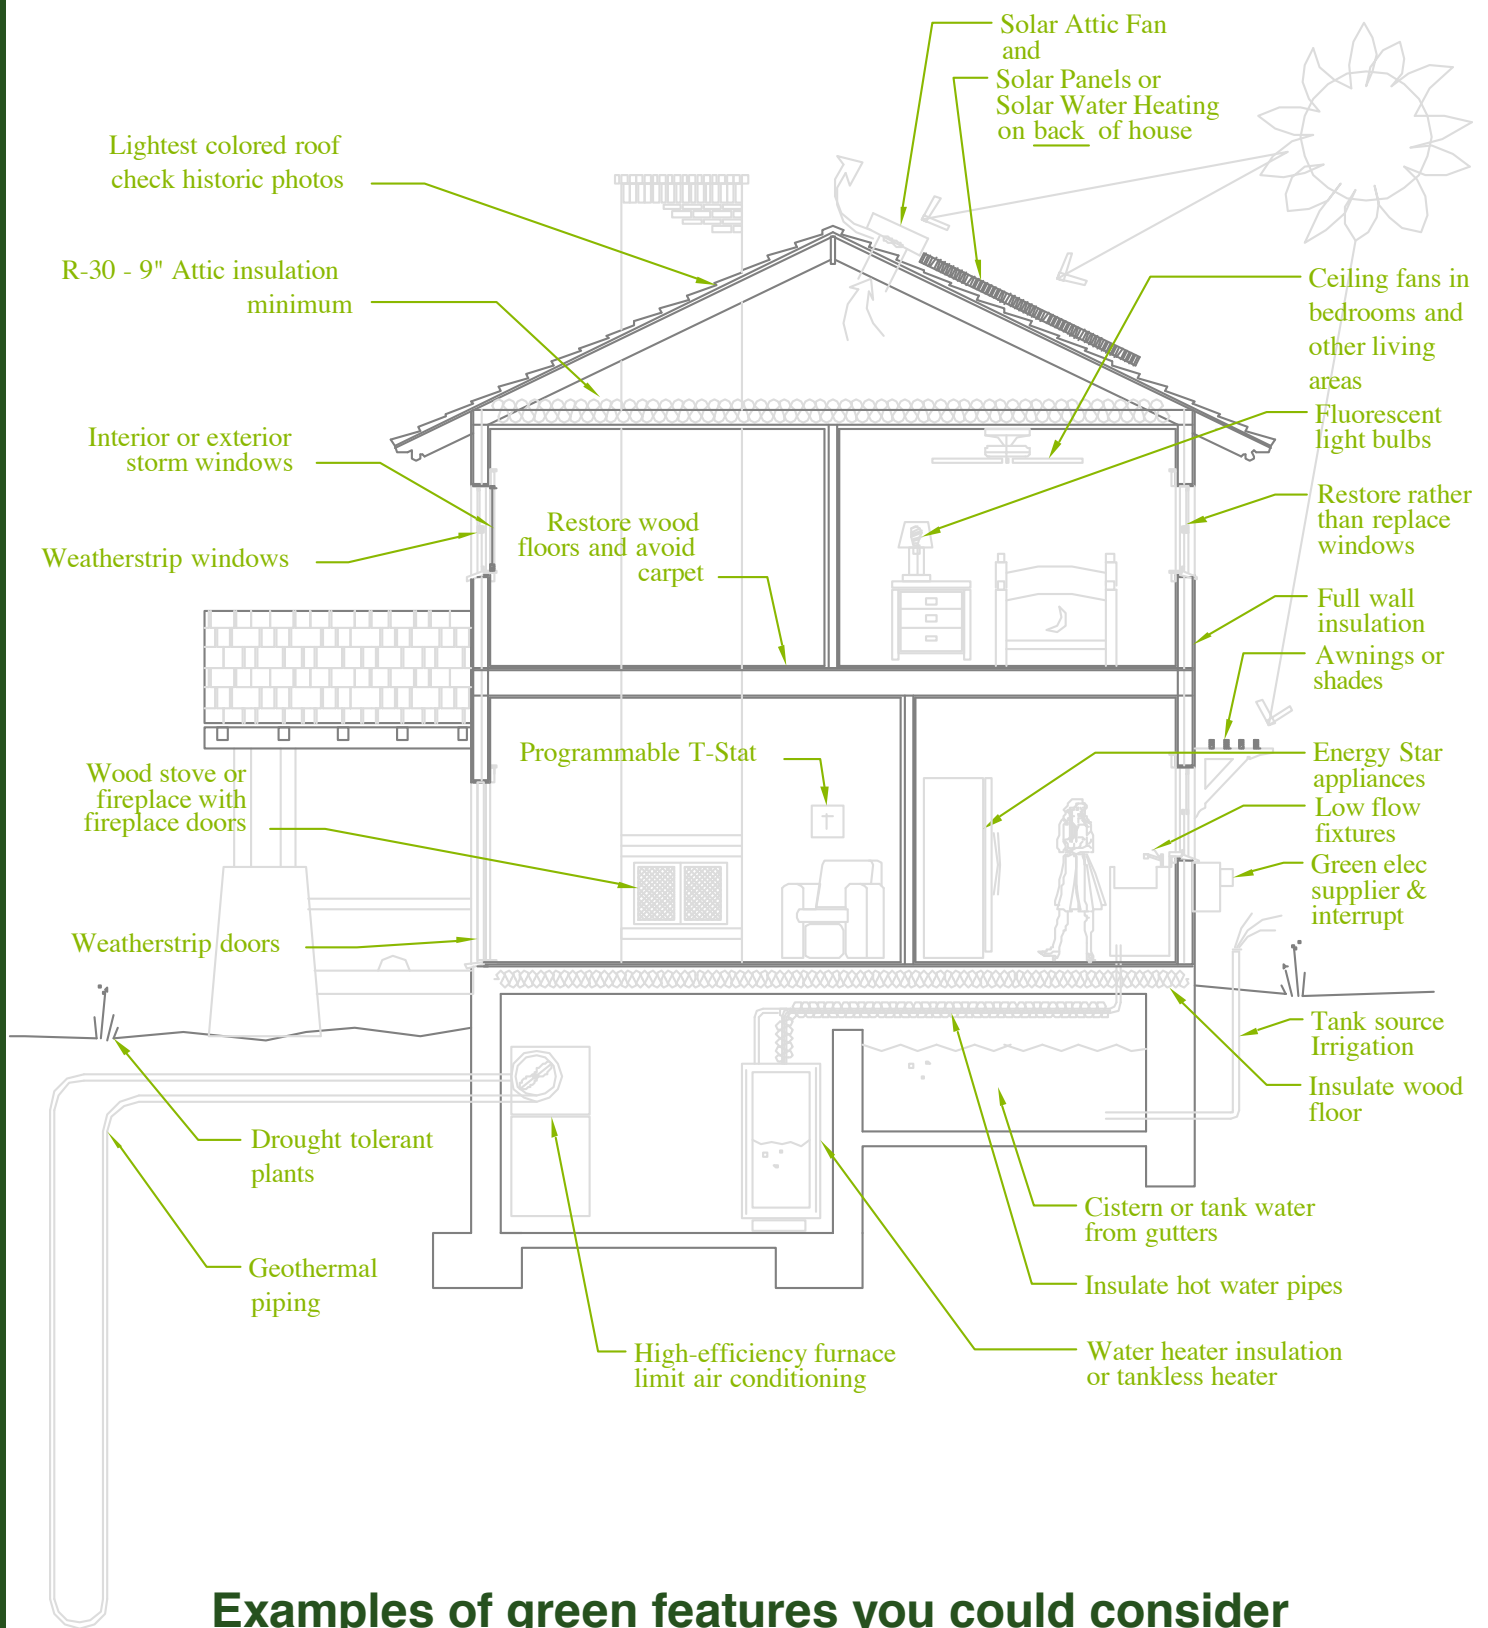 Solar Attic Fan
and
Solar Panels or
Solar Water Heating
on back of house
Lightest colored roof
check historic photos
R-30 - 9" Attic insulation
minimum
Ceiling fans in
bedrooms and
other living
areas
Fluorescent
light bulbs
Interior or exterior
storm windows
Weatherstrip windows
Restore wood
floors and avoid
carpet
Restore rather
than replace
windows
Full wall
insulation
Awnings or
shades
Programmable T-Stat
Wood stove or
fireplace with
fireplace doors
Energy Star
appliances
Low flow
fixtures
Green elec
supplier &
interrupt
Weatherstrip doors
Tank source
Irrigation
Insulate wood
floor
Drought tolerant
plants
Cistern or tank water
from gutters
Geothermal
piping
Insulate hot water pipes
High-efficiency furnace
limit air conditioning
Water heater insulation
or tankless heater
Examples of green features you could consider